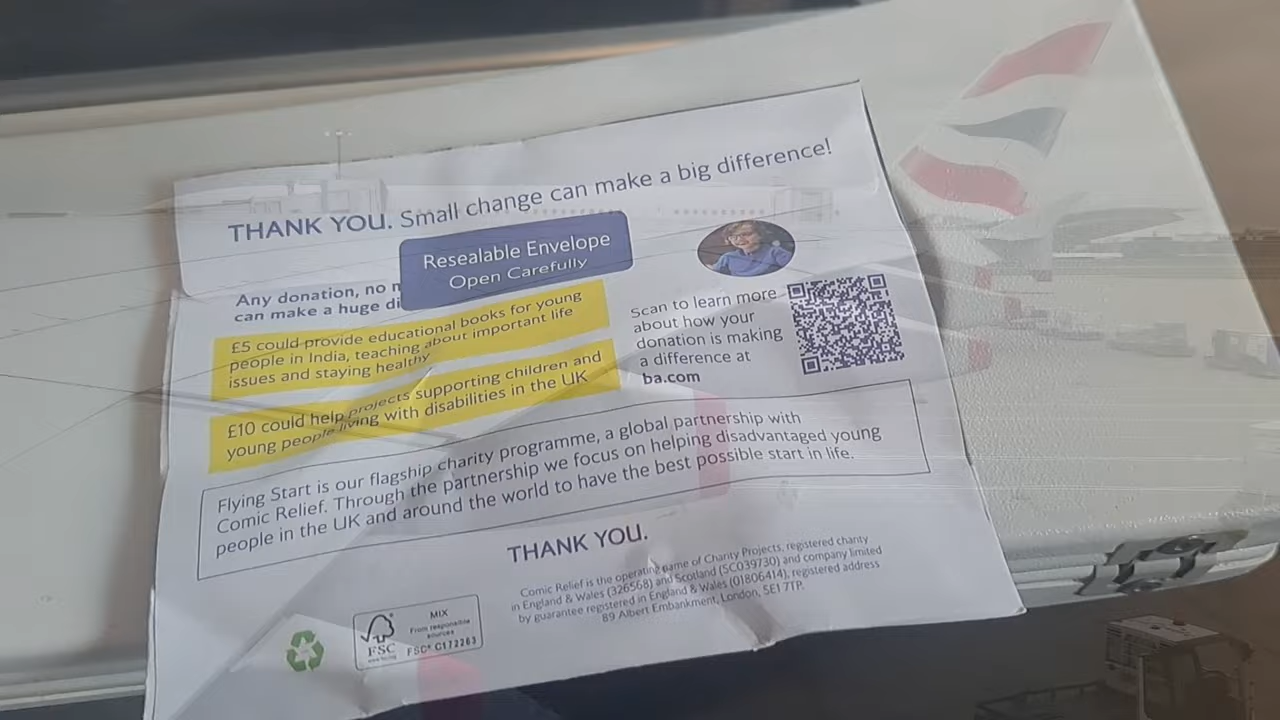 THANK YOU. Small change can make a big difference!
Resealable Envelope
Open Carefully
Any donation, no
can make a huge di
£5 could provide educational books for young
people in India, teaching about important life
issues and staying healthy
£10 could help projects supporting children and
young people living with disabilities in the UK
Scan to learn more
about how your
donation is making
a difference at
ba.com
Flying Start is our flagship charity programme, a global partnership with
Comic Relief. Through the partnership we focus on helping disadvantaged young
people in the UK and around the world to have the best possible start in life.
THANK YOU.
Comic Relief is the operating name of Charity Projects, registered charity
in England & Wales (326568) and Scotland (SC039730) and company limited
by guarantee registered in England & Wales (01806414), registered address
89 Albert Embankment, London, SE1 7TP.
FSC
MIX
From responsible
sources
FSC® C172263